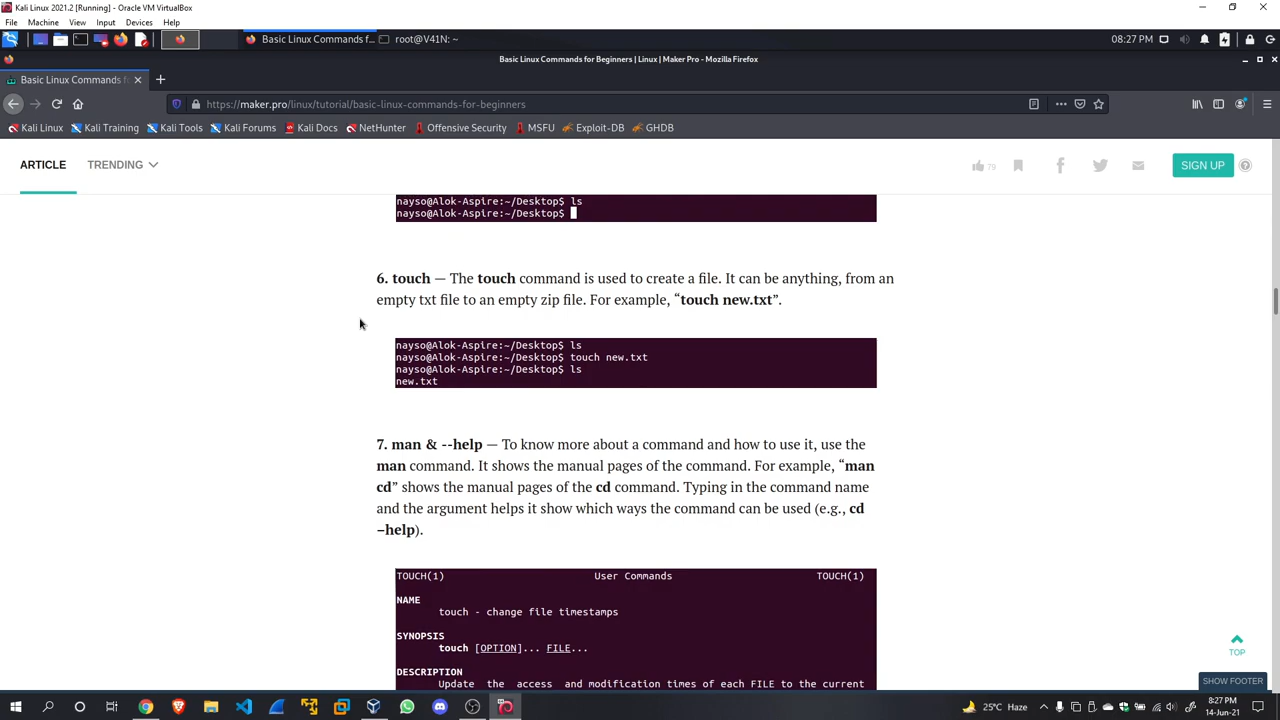 Kali Linux 2021.2 [Running] - Oracle VM VirtualBox
File Machine View Input Devices Help
Basic Linux Commands f... root@V41N: ~ 08:27 PM
Basic Linux Commands for Beginners | Linux | Maker Pro - Mozilla Firefox
Basic Linux Commands fo
https://maker.pro/linux/tutorial/basic-linux-commands-for-beginners
Kali Linux Kali Training Kali Tools Kali Forums Kali Docs NetHunter Offensive Security MSFU Exploit-DB GHDB
ARTICLE TRENDING 79 SIGN UP
nayso@Alok-Aspire:~/Desktop$ ls
nayso@Alok-Aspire:~/Desktop$
6. touch — The touch command is used to create a file. It can be anything, from an
empty txt file to an empty zip file. For example, “touch new.txt”.
nayso@Alok-Aspire:~/Desktop$ ls
nayso@Alok-Aspire:~/Desktop$ touch new.txt
nayso@Alok-Aspire:~/Desktop$ ls
new.txt
7. man & --help — To know more about a command and how to use it, use the
man command. It shows the manual pages of the command. For example, “man
cd” shows the manual pages of the cd command. Typing in the command name
and the argument helps it show which ways the command can be used (e.g., cd
–help).
TOUCH(1) User Commands TOUCH(1)
NAME
touch - change file timestamps
SYNOPSIS
touch [OPTION]... FILE...
DESCRIPTION
Update the access and modification times of each FILE to the current
TOP
SHOW FOOTER
25°C Haze 8:27 PM
14-Jun-21